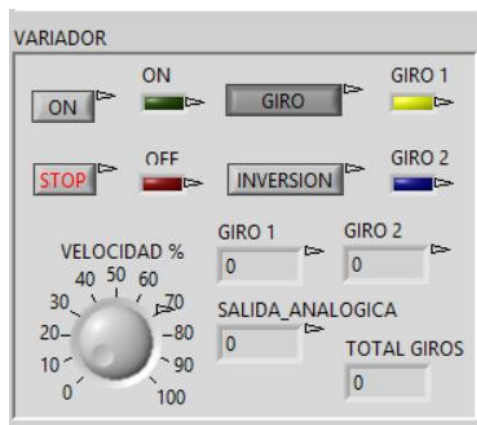 VARIADOR
ON GIRO 1
ON GIRO
OFF GIRO 2
STOP INVERSION
GIRO 1 GIRO 2
VELOCIDAD %
0 0
40 50 60
30 70
SALIDA_ANALOGICA
20 80
0
10 90
TOTAL GIROS
0 100
0